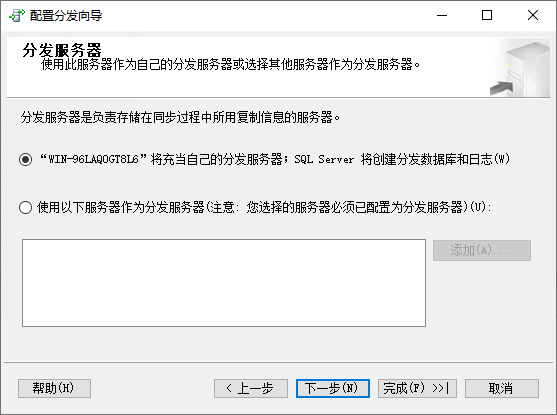 配置分发向导
分发服务器
使用此服务器作为自己的分发服务器或选择其他服务器作为分发服务器。
分发服务器是负责存储在同步过程中所用复制信息的服务器。
“WIN-96LAQOGT8L6”将充当自己的分发服务器；SQL Server 将创建分发数据库和日志(W)
使用以下服务器作为分发服务器(注意: 您选择的服务器必须已配置为分发服务器)(U):
添加(A)...
帮助(H)
< 上一步
下一步(N)
完成(F) >>|
取消